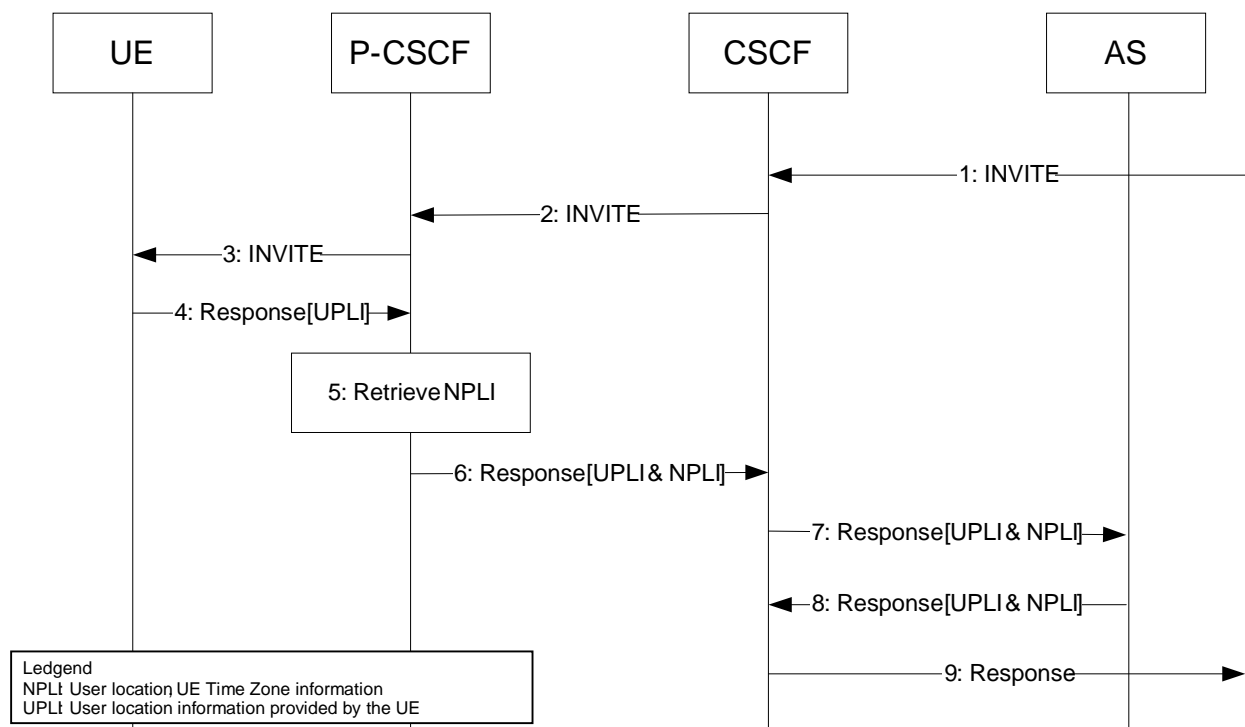 UE
P-CSCF
CSCF
AS
1: INVITE
2: INVITE
3: INVITE
4: Response[UPLI]
5: Retrieve NPLI
6: Response[UPLI & NPLI]
7: Response[UPLI & NPLI]
8: Response[UPLI & NPLI]
9: Response
Ledgend
NPLI: User location, UE Time Zone information
UPLI: User location information provided by the UE